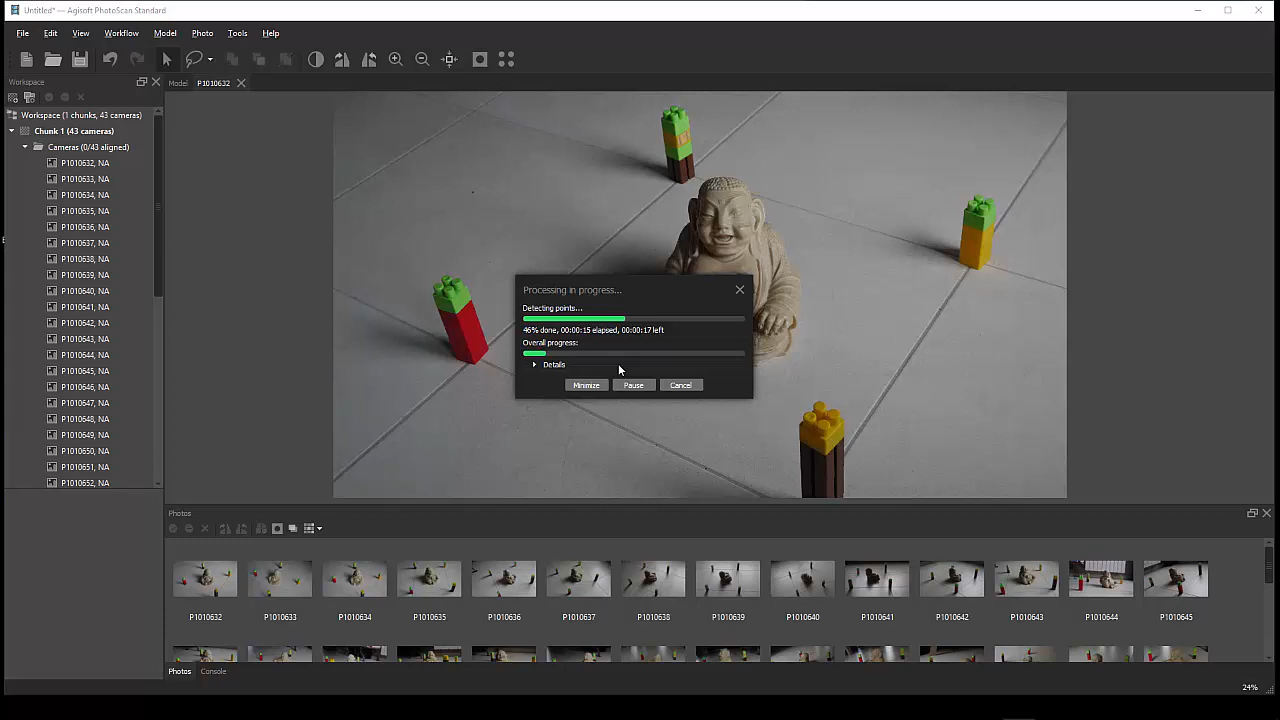 Untitled* — Agisoft PhotoScan Standard
File Edit View Workflow Model Photo Tools Help
Workspace
Model P1010632
Workspace (1 chunks, 43 cameras)
Chunk 1 (43 cameras)
Cameras (0/43 aligned)
P1010632, NA
P1010633, NA
P1010634, NA
P1010635, NA
P1010636, NA
P1010637, NA
P1010638, NA
P1010639, NA
P1010640, NA
P1010641, NA
P1010642, NA
P1010643, NA
P1010644, NA
P1010645, NA
P1010646, NA
P1010647, NA
P1010648, NA
P1010649, NA
P1010650, NA
P1010651, NA
P1010652, NA
Processing in progress...
Detecting points...
46% done, 00:00:15 elapsed, 00:00:17 left
Overall progress:
Details
Minimize Pause Cancel
Photos
P1010632 P1010633 P1010634 P1010635 P1010636 P1010637 P1010638 P1010639 P1010640 P1010641 P1010642 P1010643 P1010644 P1010645
Photos Console
24%